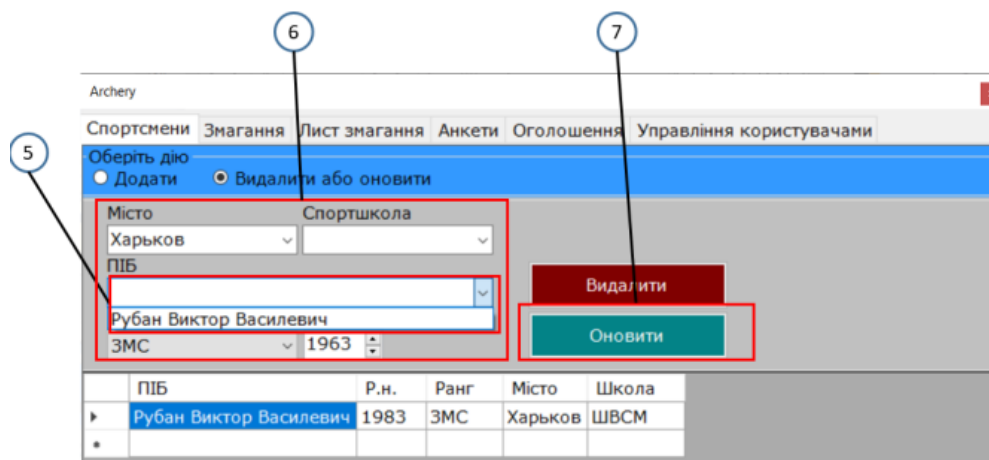 6
7
Archery
Спортсмени Змагання Лист змагання Анкети Оголошення Управління користувачами
5
Оберіть дію
Додати Видалити або оновити
Місто Спортшкола
Харьков
ПІБ
Видалити
Рубан Виктор Василевич
Оновити
ЗМС 1963
ПІБ Р.н. Ранг Місто Школа
Рубан Виктор Василевич 1983 ЗМС Харьков ШВСМ